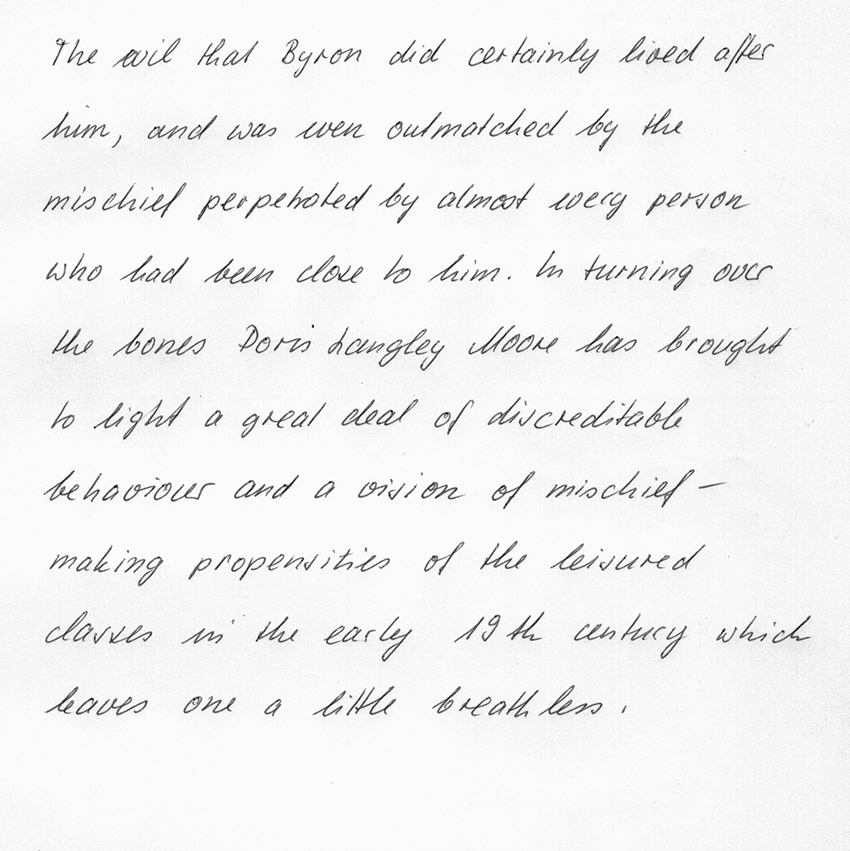 The evil that Byron did certainly lived after
him, and was even outmatched by the
mischief perpetrated by almost every person
who had been close to him. In turning over
the bones Doris Langley Moore has brought
to light a great deal of discreditable
behaviour and a vision of mischief -
making propensities of the leisured
classes in the early 19th century which
leaves one a little breathless.